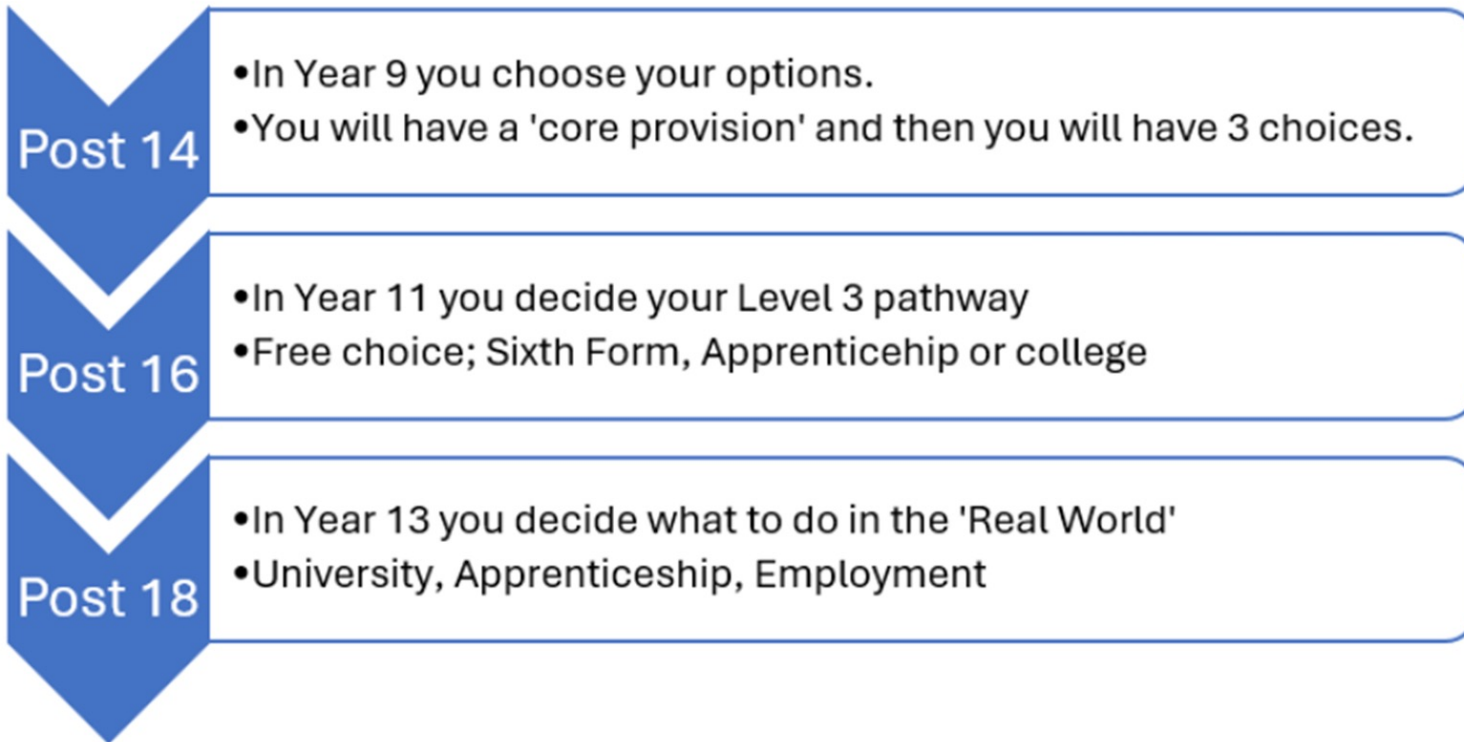 Post 14
•In Year 9 you choose your options.
•You will have a 'core provision' and then you will have 3 choices.
Post 16
•In Year 11 you decide your Level 3 pathway
•Free choice; Sixth Form, Apprenticehip or college
Post 18
•In Year 13 you decide what to do in the 'Real World'
•University, Apprenticeship, Employment